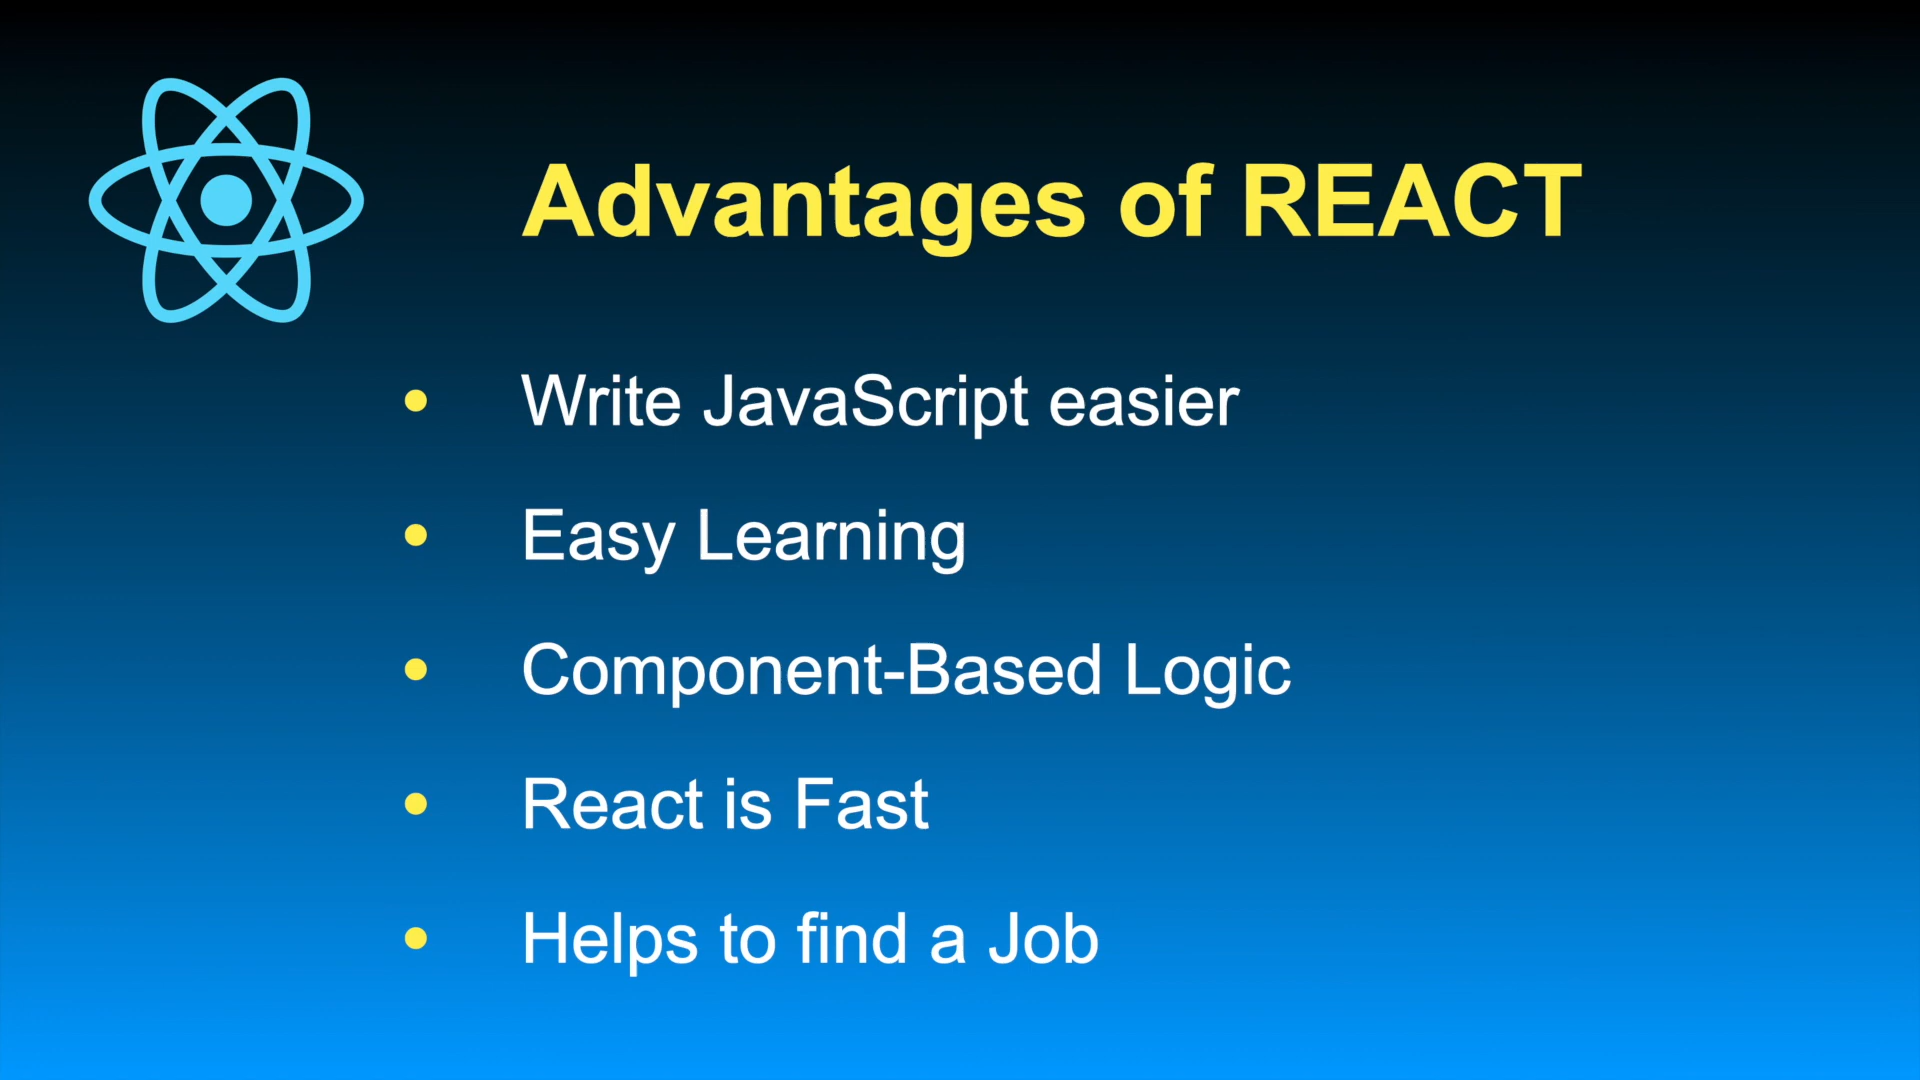 Advantages of REACT
• Write JavaScript easier
• Easy Learning
• Component-Based Logic
• React is Fast
• Helps to find a Job